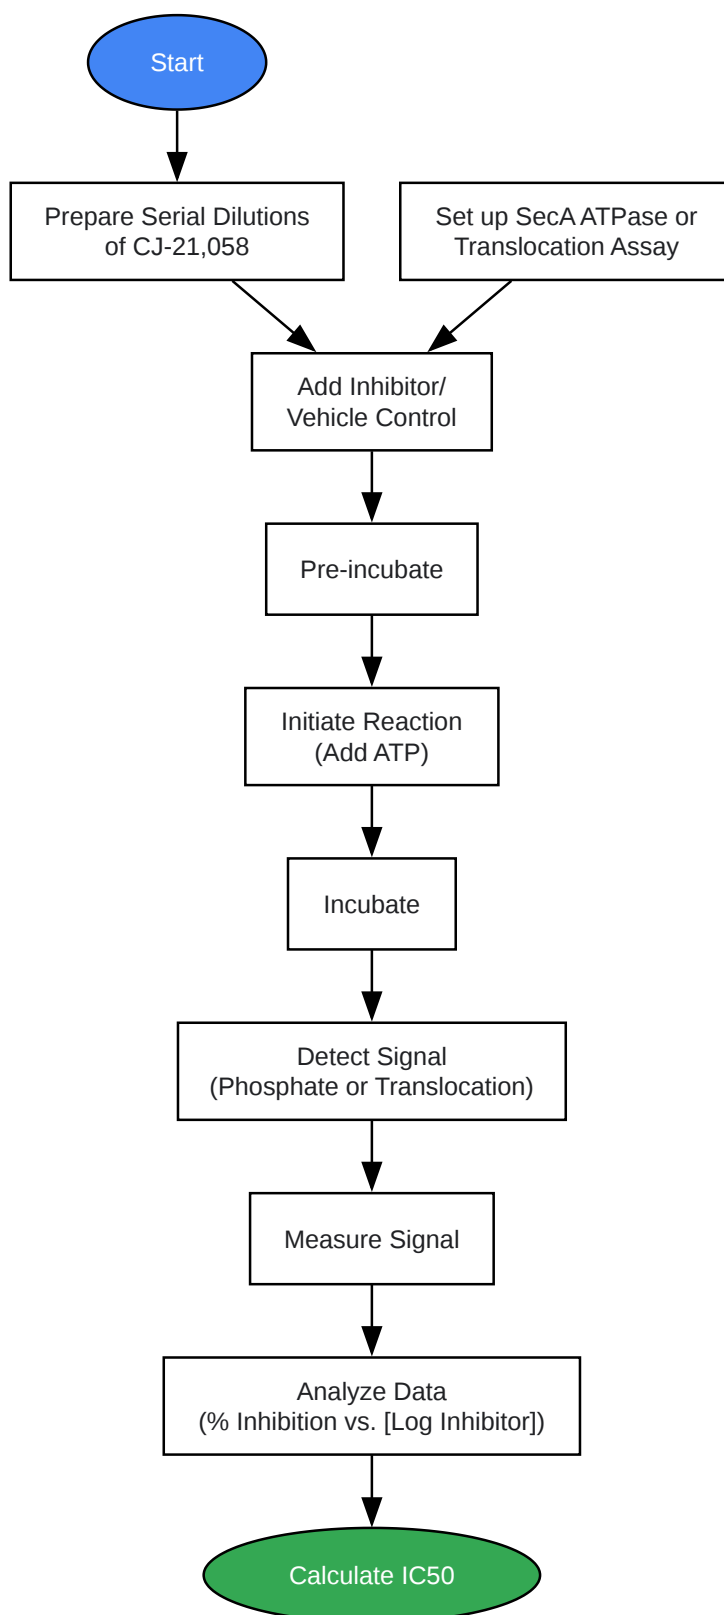 Start
Prepare Serial Dilutions
of CJ-21,058
Set up SecA ATPase or
Translocation Assay
Add Inhibitor/
Vehicle Control
Pre-incubate
Initiate Reaction
(Add ATP)
Incubate
Detect Signal
(Phosphate or Translocation)
Measure Signal
Analyze Data
(% Inhibition vs. [Log Inhibitor])
Calculate IC50